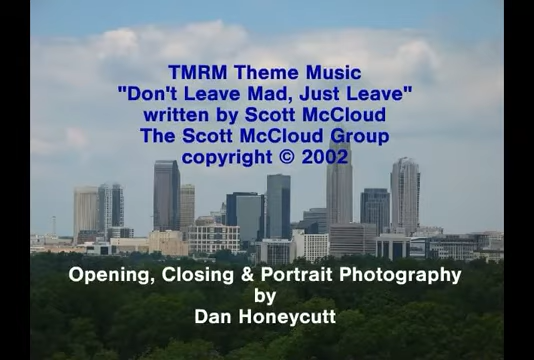 TMRM Theme Music
"Don't Leave Mad, Just Leave"
written by Scott McCloud
The Scott McCloud Group
copyright © 2002
Opening, Closing & Portrait Photography
by
Dan Honeycutt